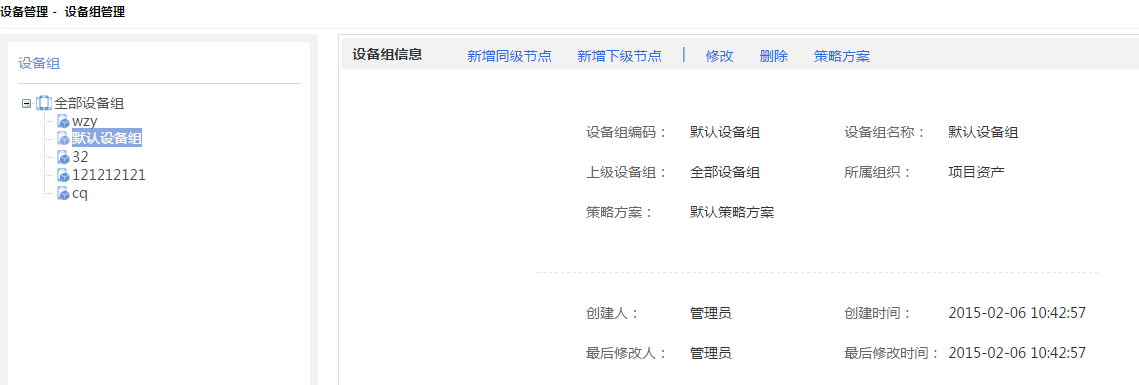 设备管理 - 设备组管理
设备组
全部设备组
wzy
默认设备组
32
121212121
cq
设备组信息 新增同级节点 新增下级节点 | 修改 删除 策略方案
设备组编码： 默认设备组 设备组名称： 默认设备组
上级设备组： 全部设备组 所属组织： 项目资产
策略方案： 默认策略方案
创建人： 管理员 创建时间： 2015-02-06 10:42:57
最后修改人： 管理员 最后修改时间： 2015-02-06 10:42:57